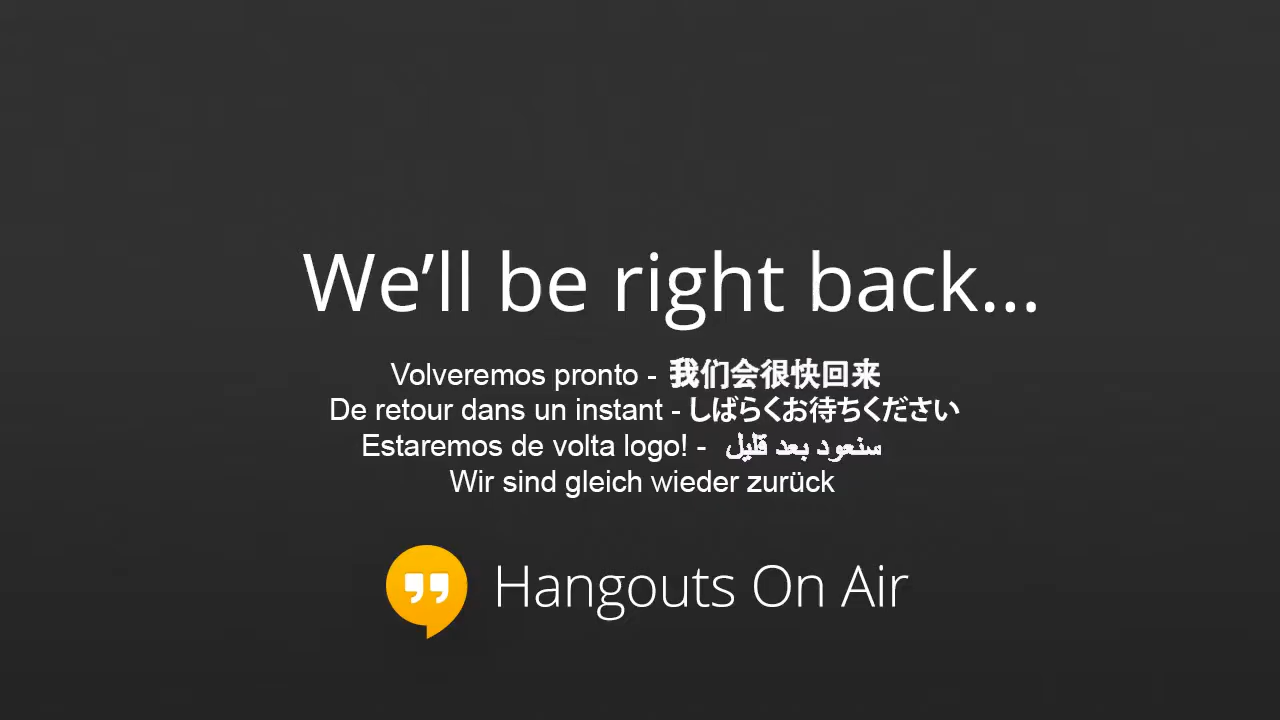 We’ll be right back...
Volveremos pronto - 我们会很快回来
De retour dans un instant - しばらくお待ちください
Estaremos de volta logo! - سنعود بعد قليل
Wir sind gleich wieder zurück
Hangouts On Air